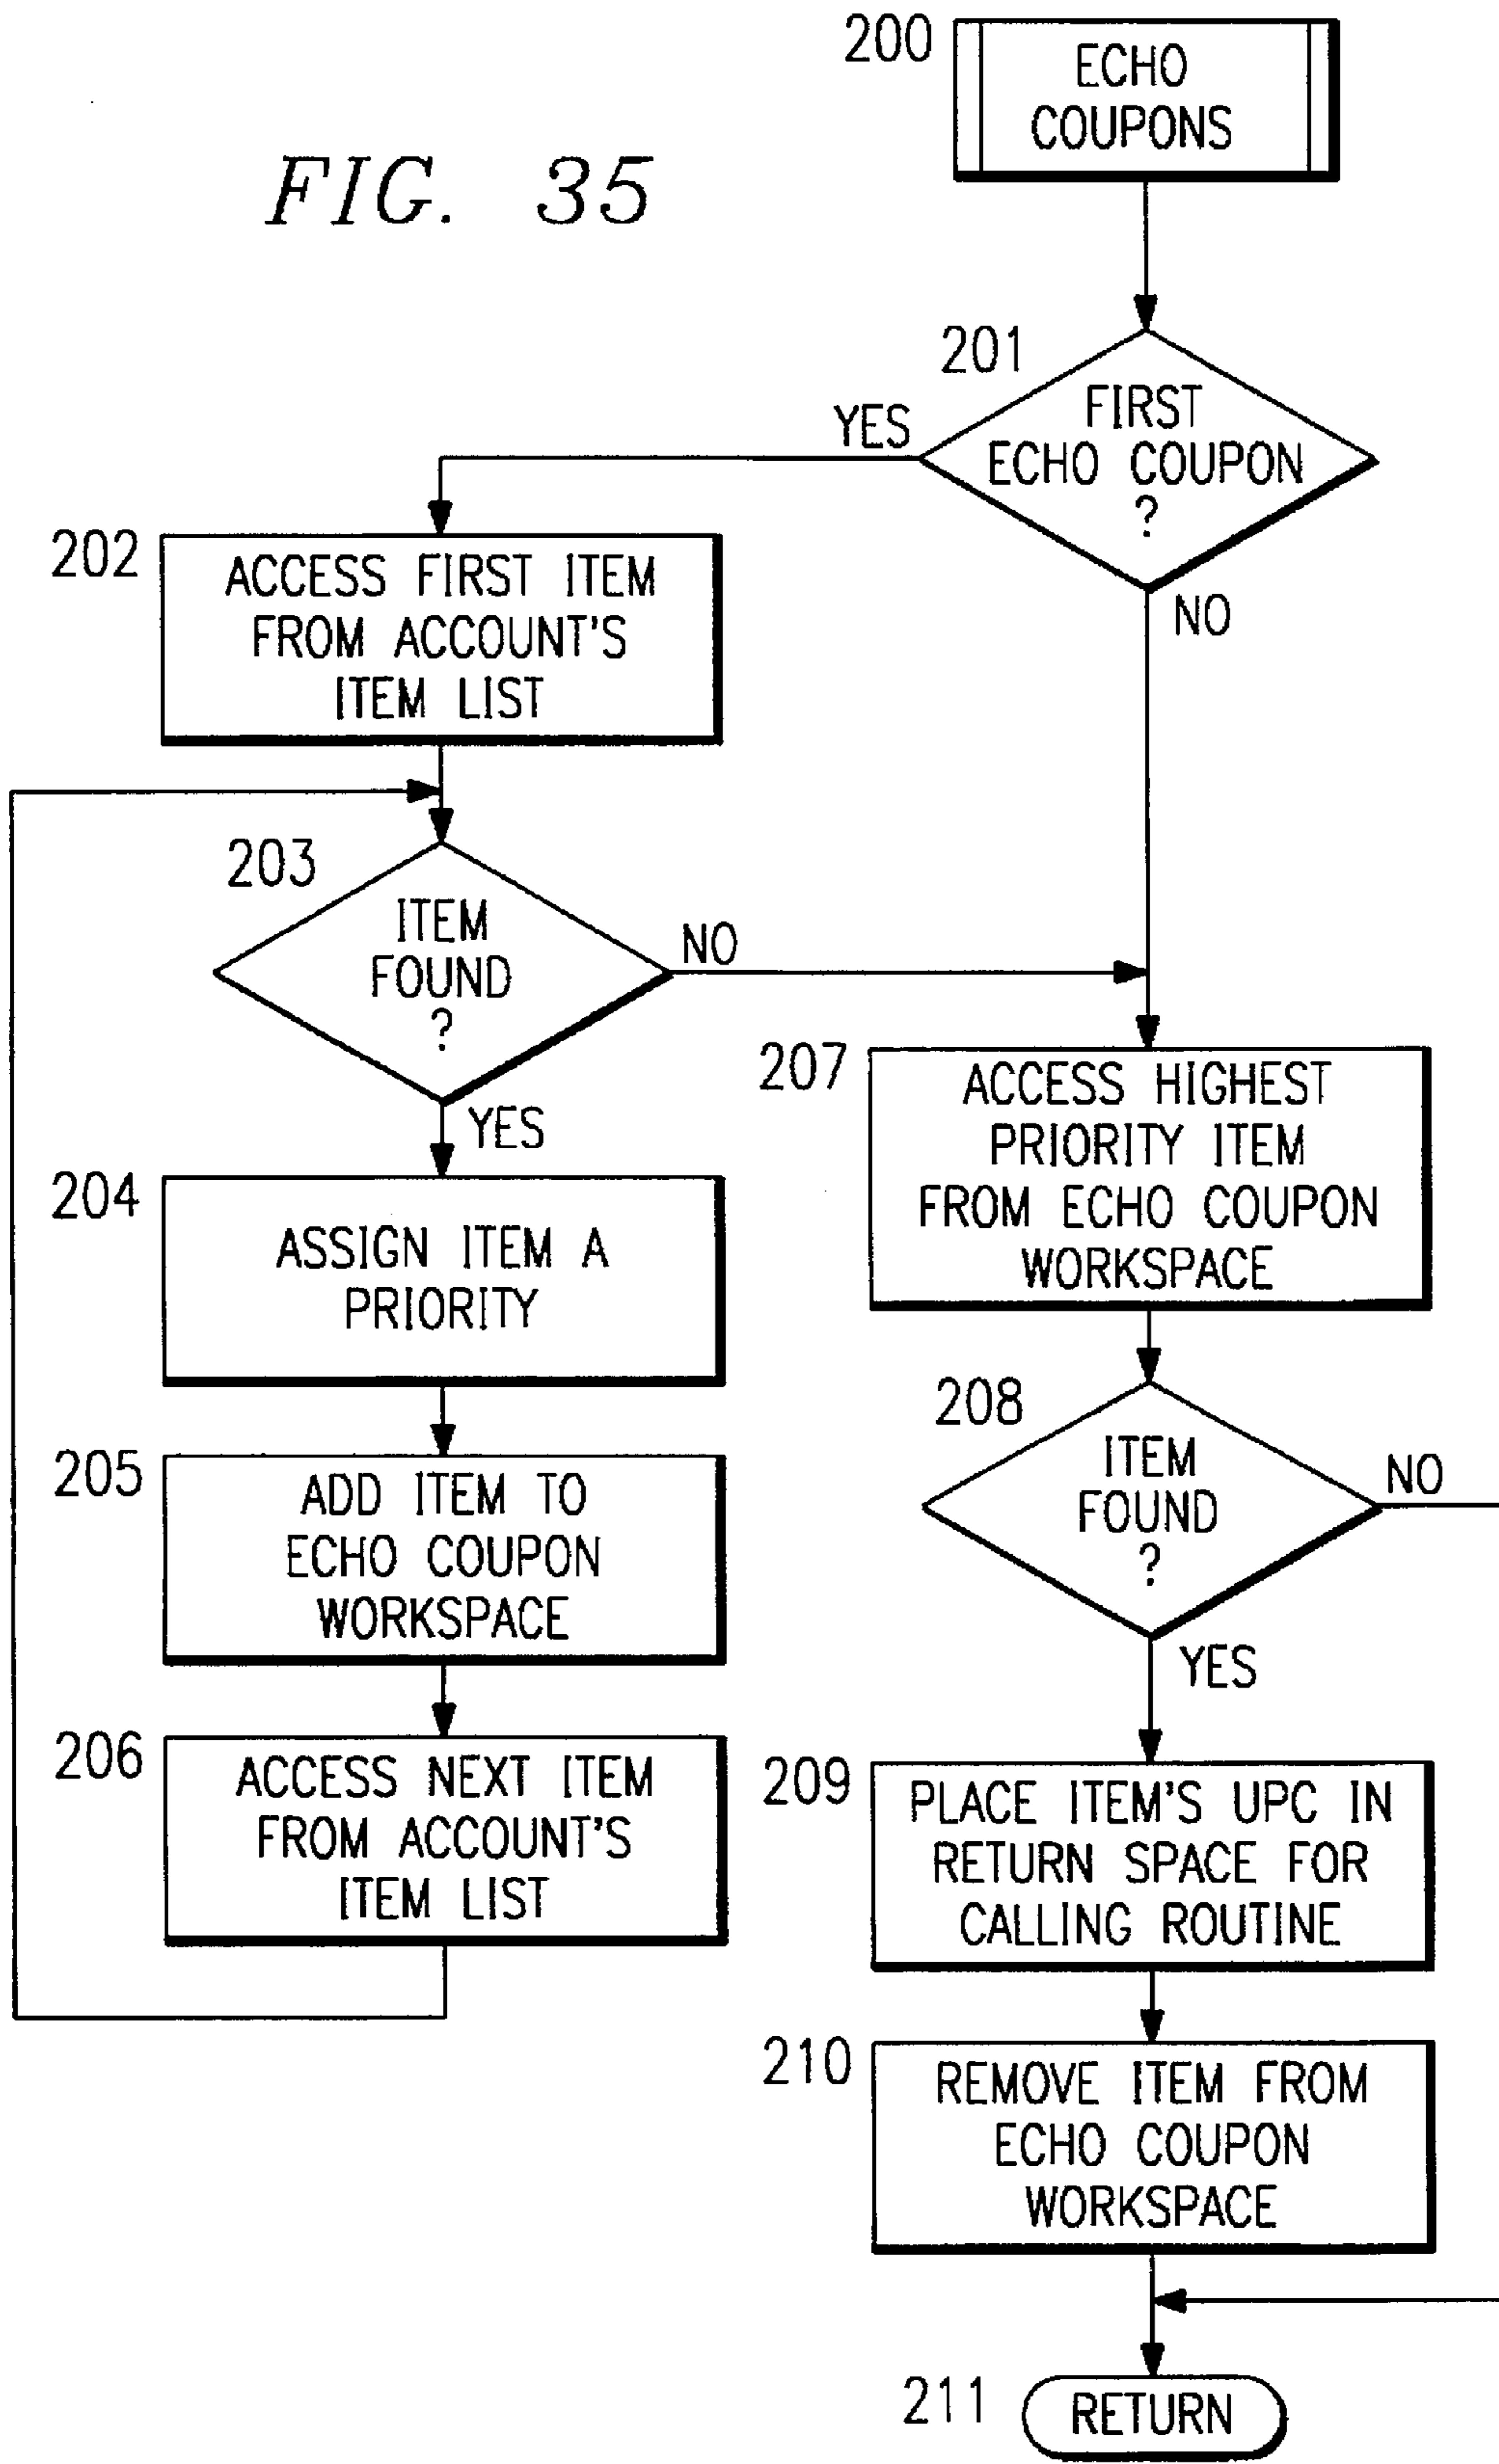 FIG. 35
200
ECHO
COUPONS
201
FIRST
ECHO COUPON
?
YES
NO
202
ACCESS FIRST ITEM
FROM ACCOUNT'S
ITEM LIST
203
ITEM
FOUND
?
NO
YES
204
ASSIGN ITEM A
PRIORITY
205
ADD ITEM TO
ECHO COUPON
WORKSPACE
206
ACCESS NEXT ITEM
FROM ACCOUNT'S
ITEM LIST
207
ACCESS HIGHEST
PRIORITY ITEM
FROM ECHO COUPON
WORKSPACE
208
ITEM
FOUND
?
NO
YES
209
PLACE ITEM'S UPC IN
RETURN SPACE FOR
CALLING ROUTINE
210
REMOVE ITEM FROM
ECHO COUPON
WORKSPACE
211
RETURN